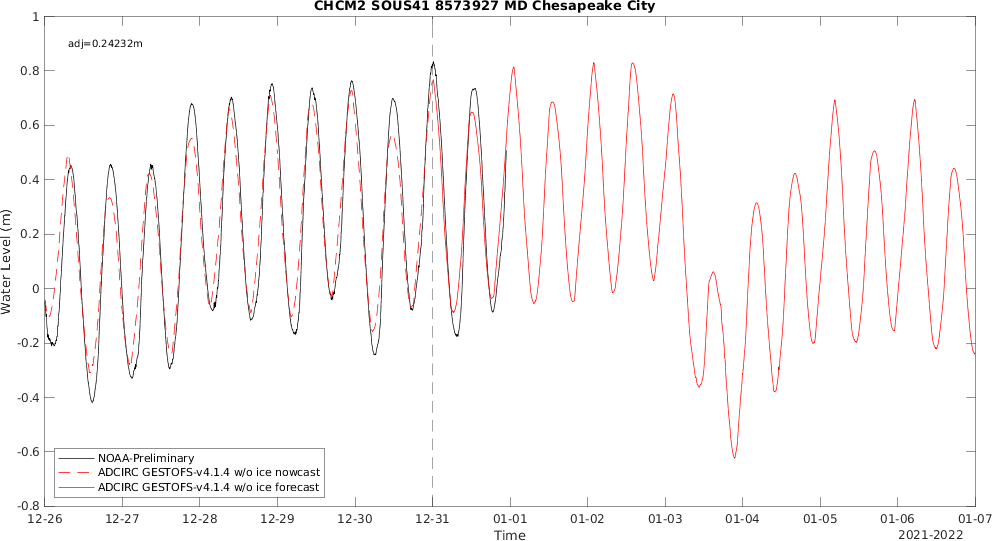 CHCM2 SOUS41 8573927 MD Chesapeake City
adj=0.24232m
1
0.8
0.6
0.4
0.2
0
-0.2
-0.4
-0.6
-0.8
Water Level (m)
NOAA-Preliminary
ADCIRC GESTOFS-v4.1.4 w/o ice nowcast
ADCIRC GESTOFS-v4.1.4 w/o ice forecast
12-26 12-27 12-28 12-29 12-30 12-31 01-01 01-02 01-03 01-04 01-05 01-06 01-07
Time
2021-2022